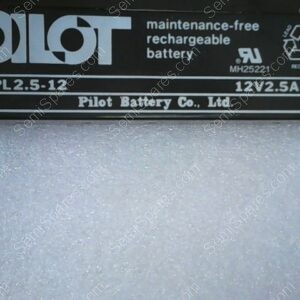 PILOT
maintenance-free
rechargeable
battery
MH25221
PL2.5-12
12V2.5A
Pilot Battery Co., Ltd.